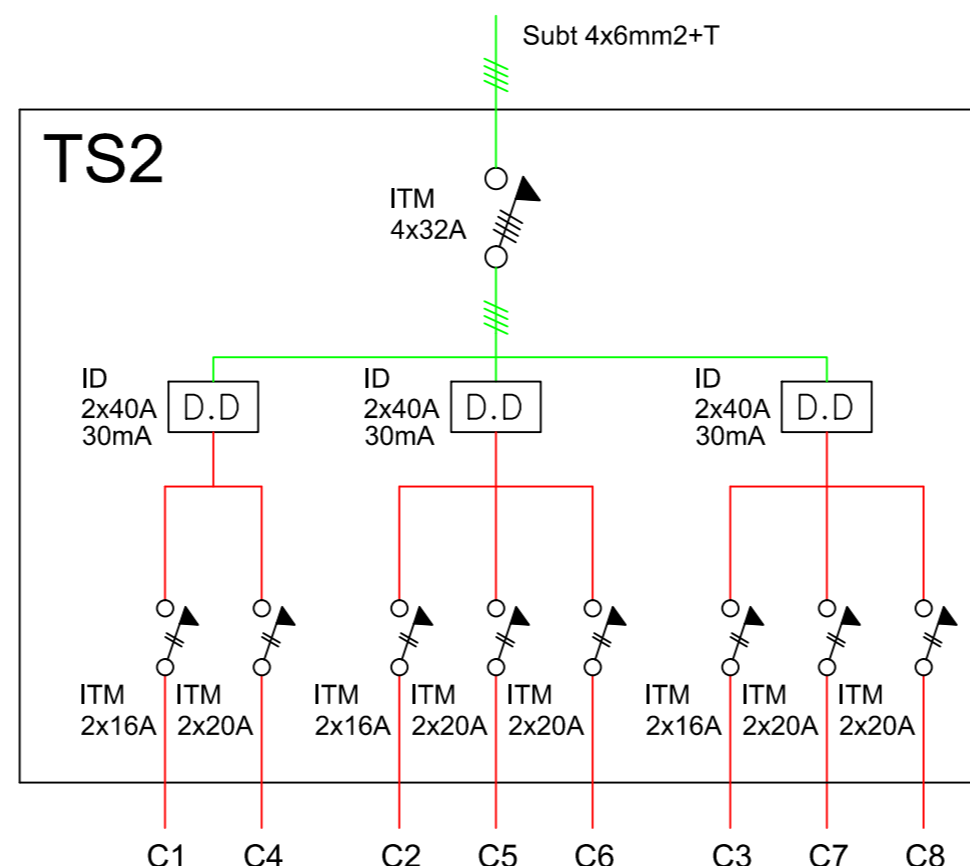 Subt 4x6mm2+T
TS2
ITM
4x32A
ID
2x40A
30mA
D.D
ID
2x40A
30mA
D.D
ID
2x40A
30mA
D.D
ITM
2x16A
ITM
2x20A
ITM
2x16A
ITM
2x20A
ITM
2x20A
ITM
2x16A
ITM
2x20A
ITM
2x20A
C1
C4
C2
C5
C6
C3
C7
C8